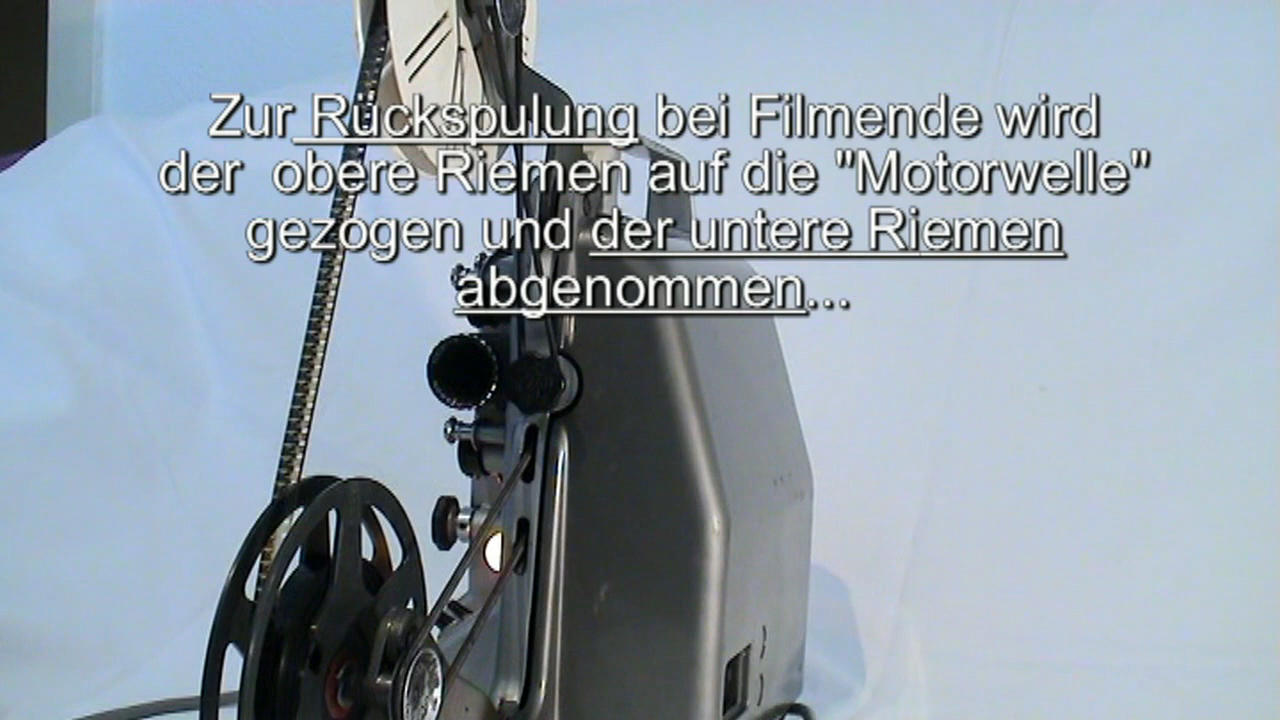 Zur Rückspulung bei Filmende wird
der obere Riemen auf die "Motorwelle"
gezogen und der untere Riemen
abgenommen...